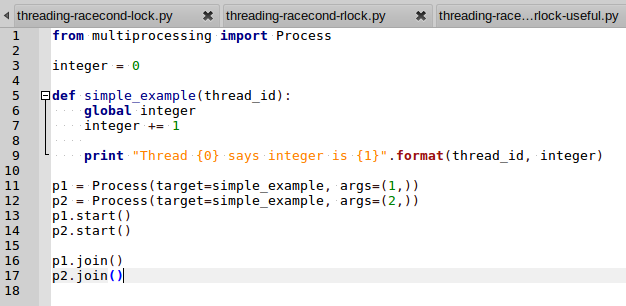 threading-racecond-lock.py threading-racecond-rlock.py threading-race...rlock-useful.py
1 from multiprocessing import Process
2
3 integer = 0
4
5 def simple_example(thread_id):
6     global integer
7     integer += 1
8
9     print "Thread {0} says integer is {1}".format(thread_id, integer)
10
11 p1 = Process(target=simple_example, args=(1,))
12 p2 = Process(target=simple_example, args=(2,))
13 p1.start()
14 p2.start()
15
16 p1.join()
17 p2.join()
18